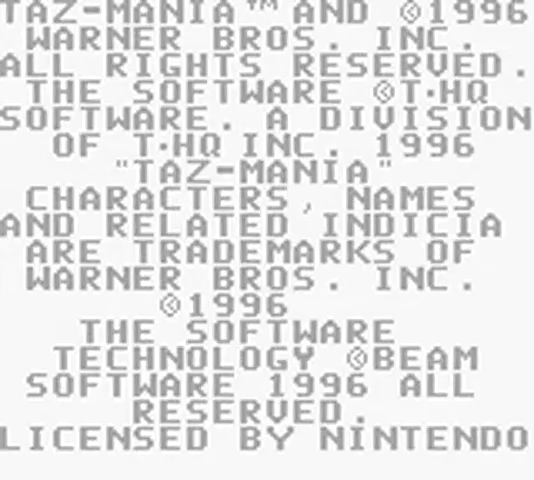 TAZ-MANIA™ AND ©1996
WARNER BROS. INC.
ALL RIGHTS RESERVED.
THE SOFTWARE ©T·HQ
SOFTWARE. A DIVISION
OF T·HQ INC. 1996
"TAZ-MANIA"
CHARACTERS, NAMES
AND RELATED INDICIA
ARE TRADEMARKS OF
WARNER BROS. INC.
©1996
THE SOFTWARE
TECHNOLOGY ©BEAM
SOFTWARE 1996 ALL
RESERVED.
LICENSED BY NINTENDO